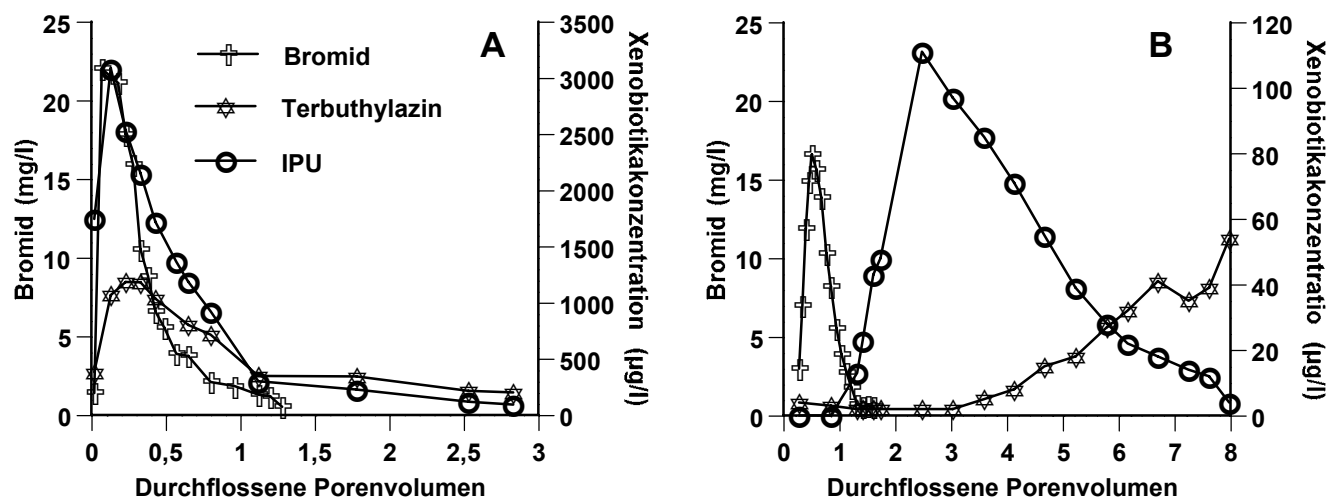 A
Bromid
Terbuthylazin
IPU
Bromid (mg/l)
25
20
15
10
5
0
Xenobiotikakonzentration (µg/l)
3500
3000
2500
2000
1500
1000
500
0
0 0,5 1 1,5 2 2,5 3
Durchflossene Porenvolumen
B
Bromid (mg/l)
25
20
15
10
5
0
Xenobiotikakonzentratio (µg/l)
120
100
80
60
40
20
0
0 1 2 3 4 5 6 7 8
Durchflossene Porenvolumen